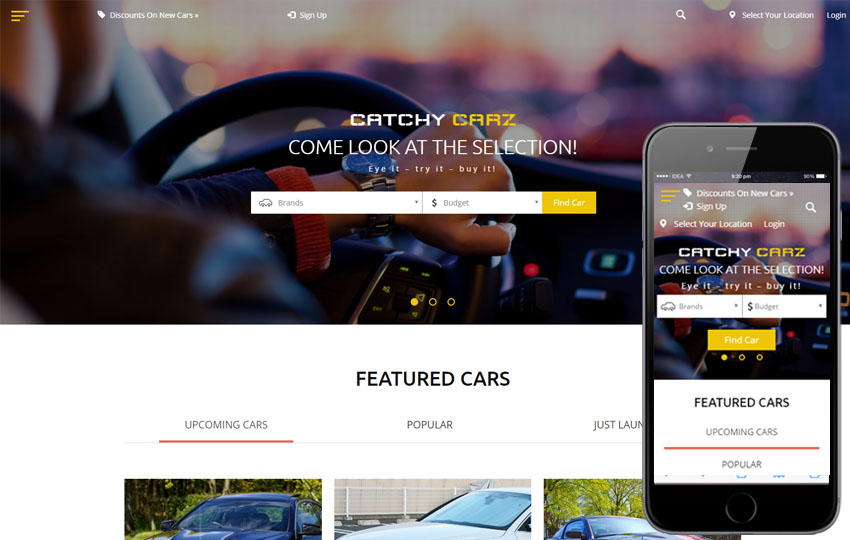 Discounts On New Cars »
Sign Up
Select Your Location
Login
CATCHY CARZ
COME LOOK AT THE SELECTION!
Eye it – try it – buy it!
Brands
$ Budget
Find Car
FEATURED CARS
UPCOMING CARS
POPULAR
JUST LAUN
IDEA
9:20 pm
90%
Discounts On New Cars »
Sign Up
Select Your Location
Login
CATCHY CARZ
COME LOOK AT THE SELECTION!
Eye it – try it – buy it!
Brands
$ Budget
Find Car
FEATURED CARS
UPCOMING CARS
POPULAR